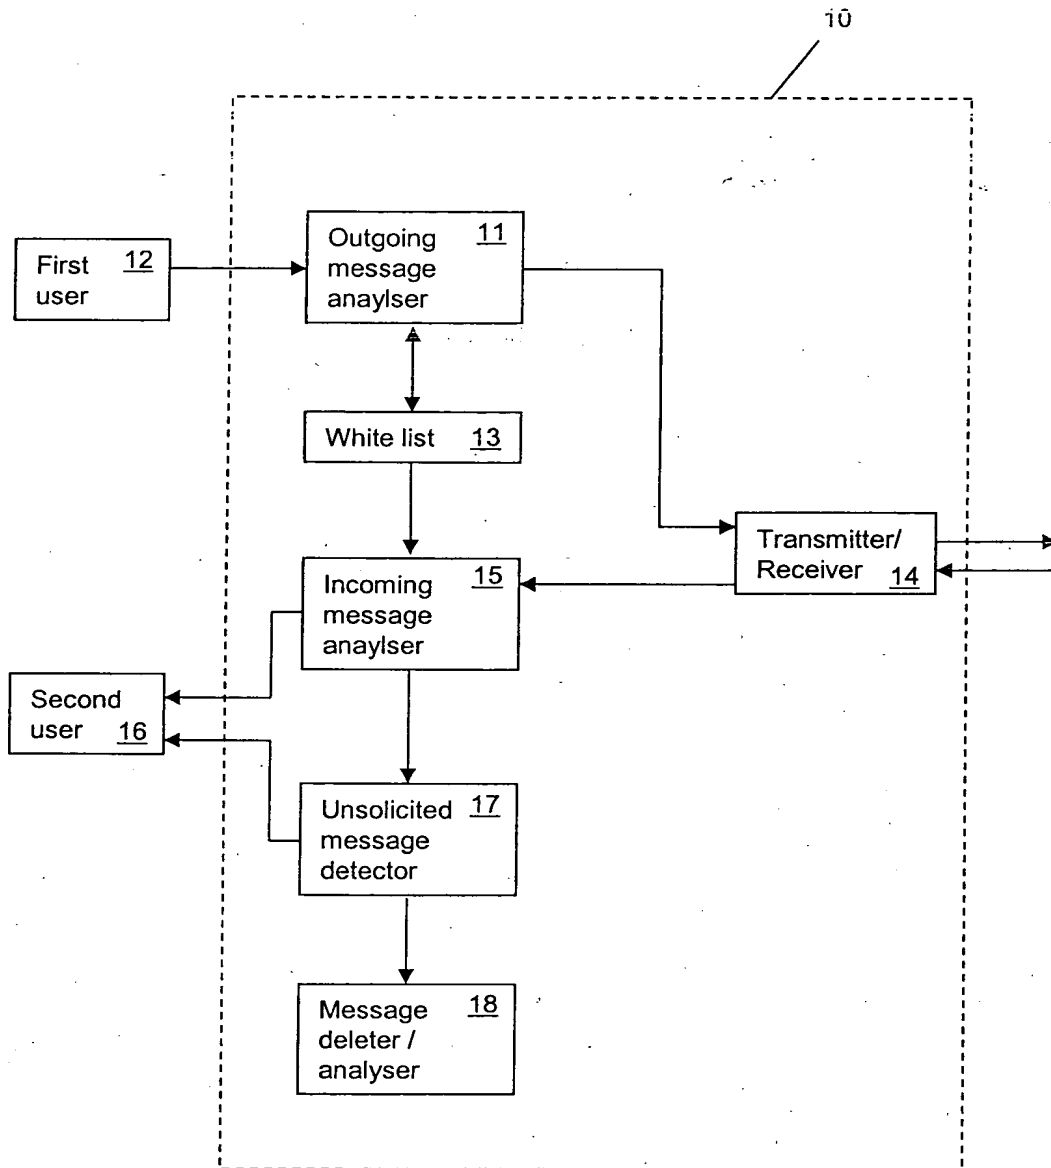 10
Outgoing 11
message
anaylser
First 12
user
White list 13
Transmitter/
Receiver 14
Incoming 15
message
anaylser
Second
user 16
Unsolicited 17
message
detector
Message 18
deleter /
analyser